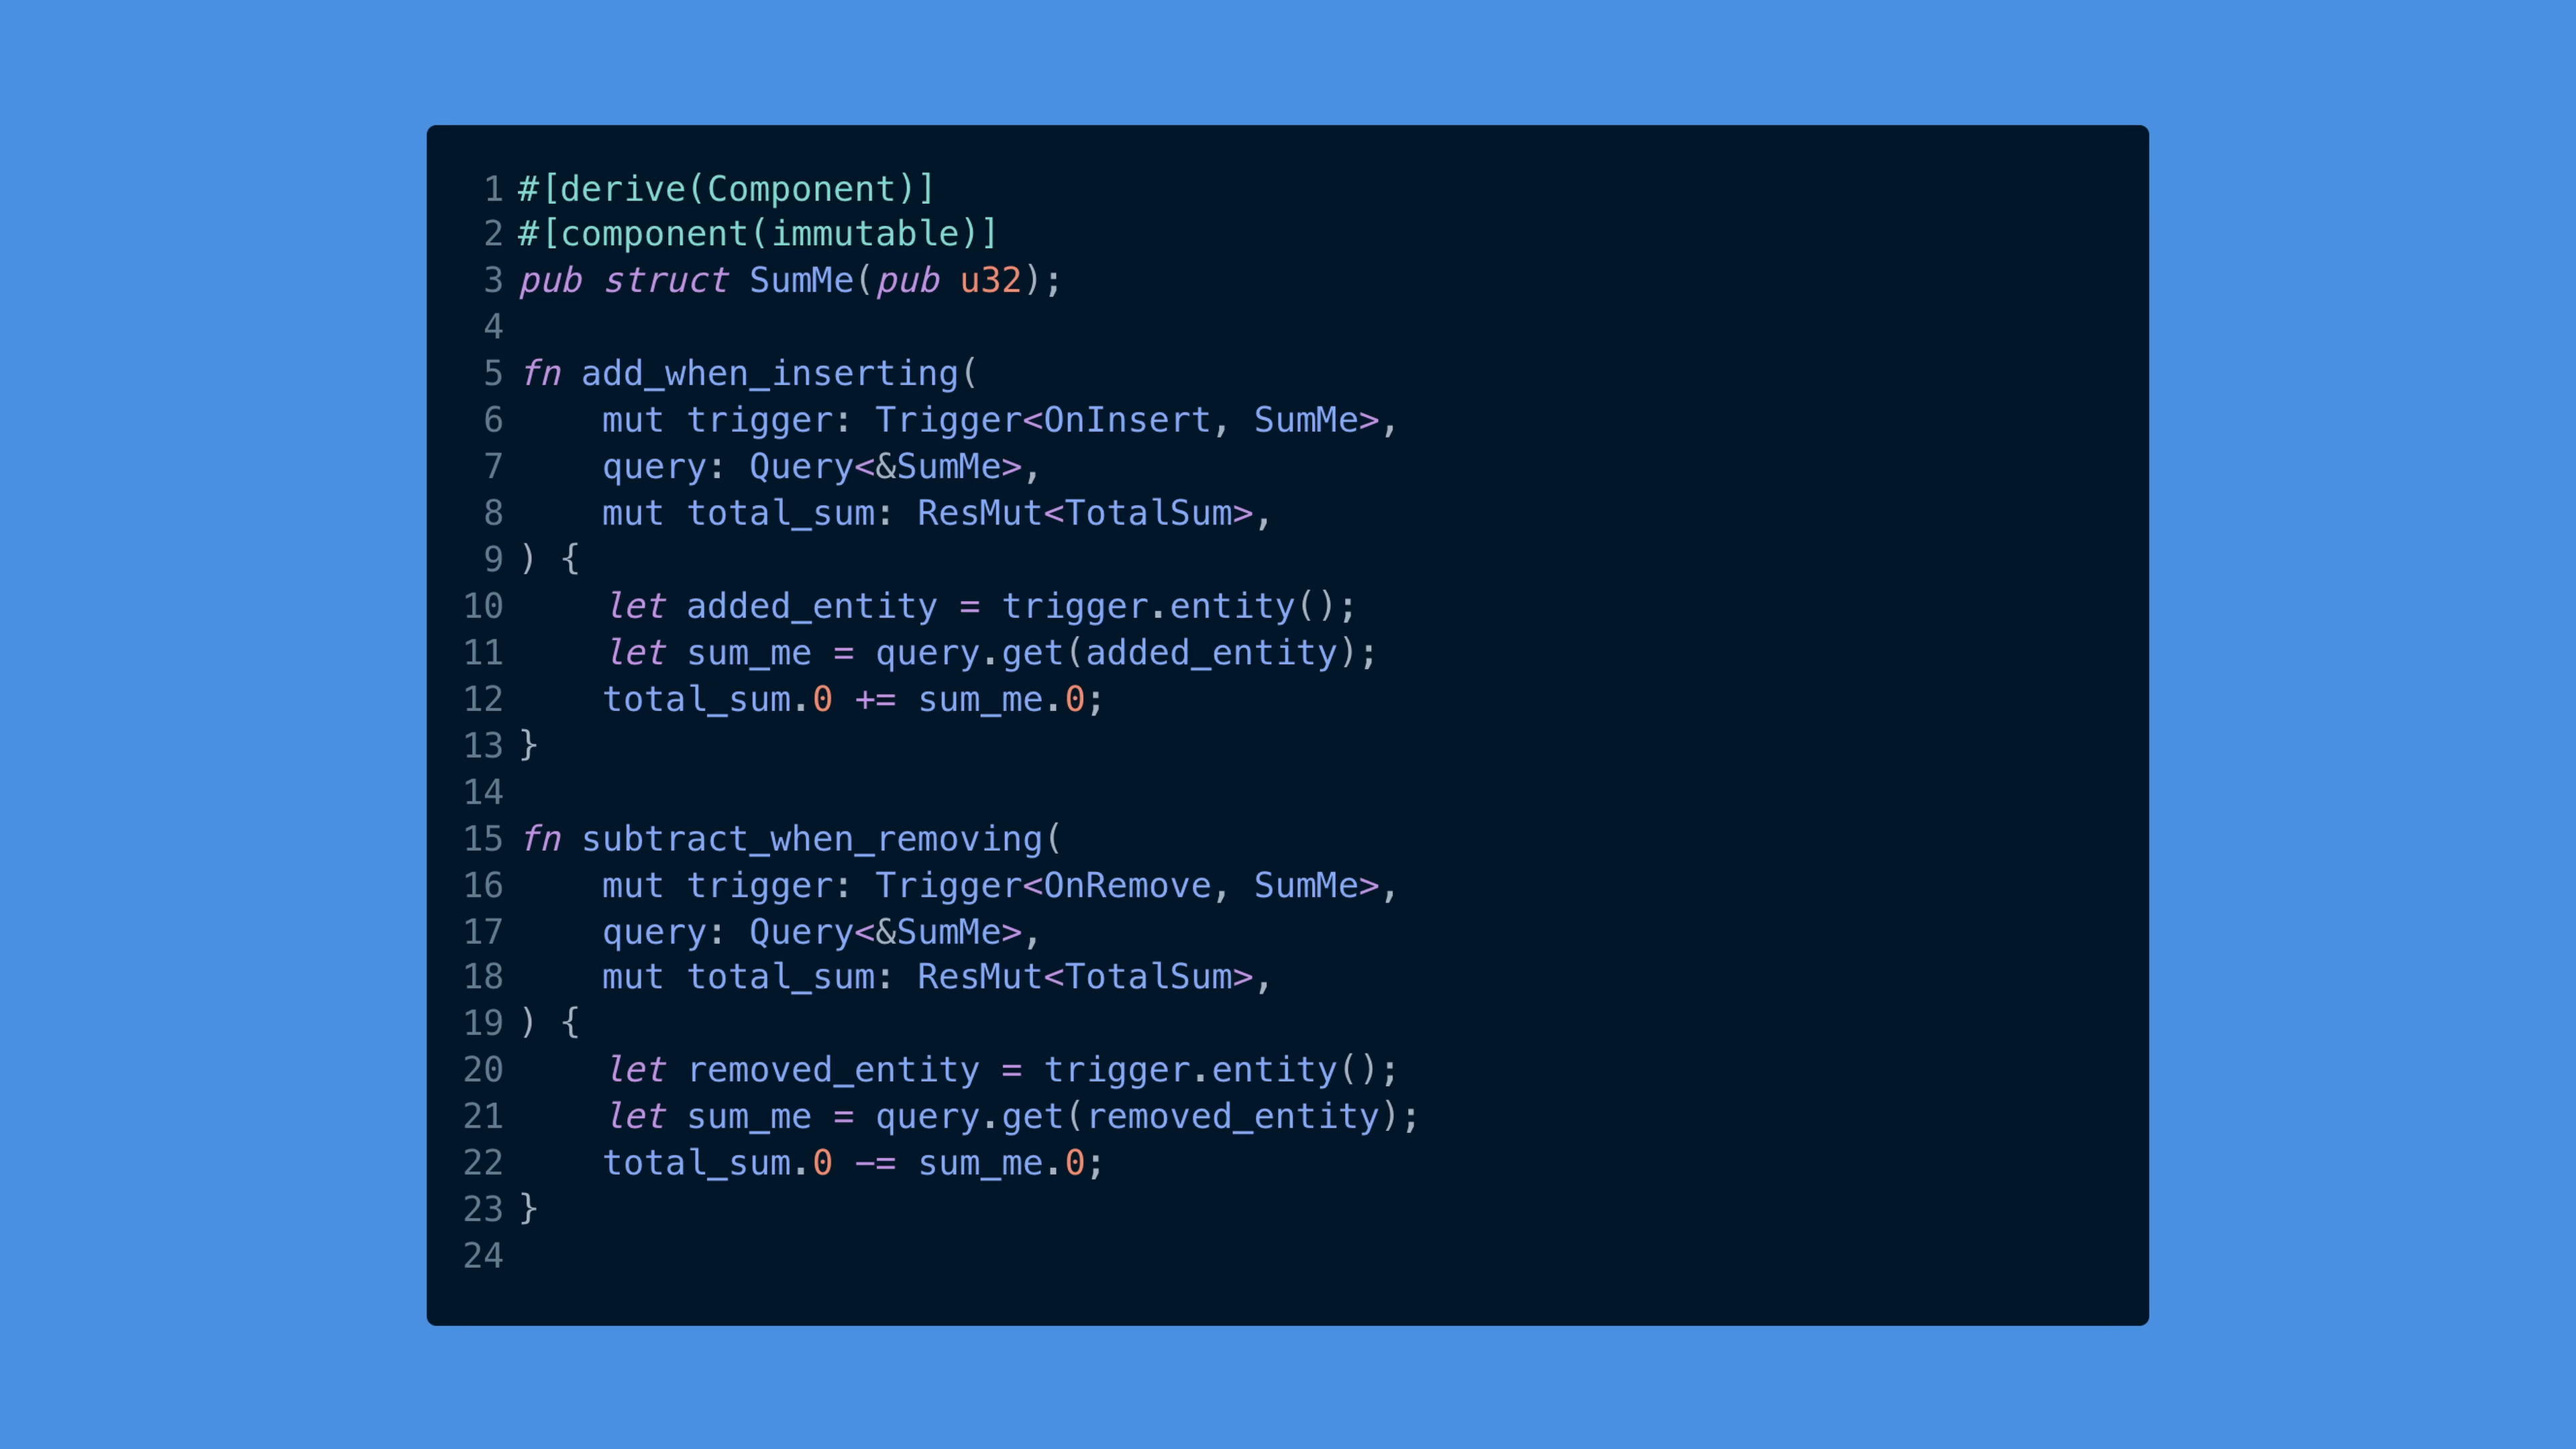 1 #[derive(Component)]
2 #[component(immutable)]
3 pub struct SumMe(pub u32);
4
5 fn add_when_inserting(
6     mut trigger: Trigger<OnInsert, SumMe>,
7     query: Query<&SumMe>,
8     mut total_sum: ResMut<TotalSum>,
9 ) {
10     let added_entity = trigger.entity();
11     let sum_me = query.get(added_entity);
12     total_sum.0 += sum_me.0;
13 }
14
15 fn subtract_when_removing(
16     mut trigger: Trigger<OnRemove, SumMe>,
17     query: Query<&SumMe>,
18     mut total_sum: ResMut<TotalSum>,
19 ) {
20     let removed_entity = trigger.entity();
21     let sum_me = query.get(removed_entity);
22     total_sum.0 -= sum_me.0;
23 }
24